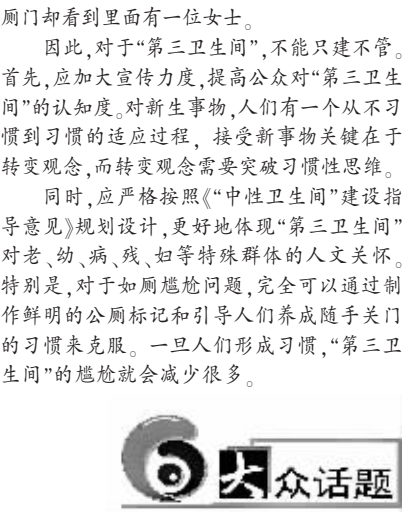 厕门却看到里面有一位女士。
因此,对于“第三卫生间”,不能只建不管。
首先,应加大宣传力度,提高公众对“第三卫生
间”的认知度。对新生事物,人们有一个从不习
惯到习惯的适应过程,接受新事物关键在于
转变观念,而转变观念需要突破习惯性思维。
同时,应严格按照《“中性卫生间”建设指
导意见》规划设计,更好地体现“第三卫生间”
对老、幼、病、残、妇等特殊群体的人文关怀。
特别是,对于如厕尴尬问题,完全可以通过制
作鲜明的公厕标记和引导人们养成随手关门
的习惯来克服。一旦人们形成习惯,“第三卫
生间”的尴尬就会减少很多。
大众话题